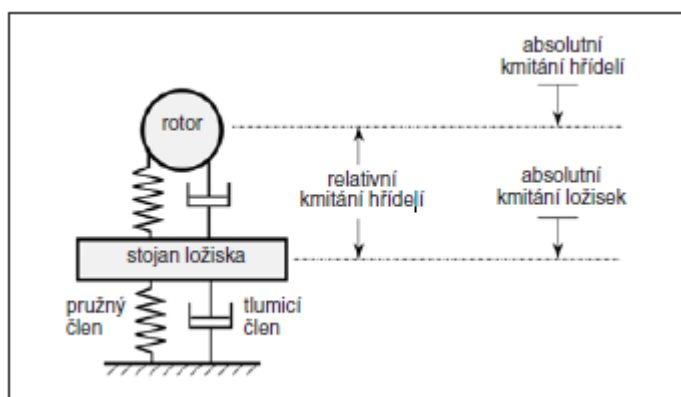 absolutní
kmitání hřídelí
rotor
relativní
kmitání hřídelí
absolutní
kmitání ložisek
stojan ložiska
pružný
člen
tlumicí
člen